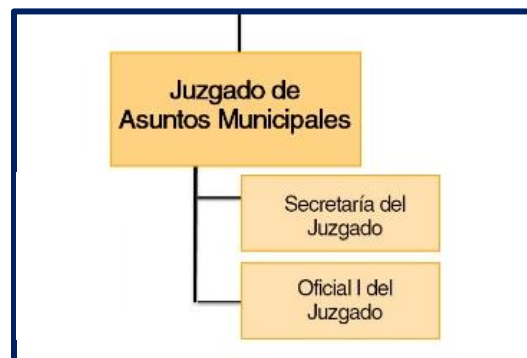 Juzgado de
Asuntos Municipales
Secretaría del
Juzgado
Oficial I del
Juzgado